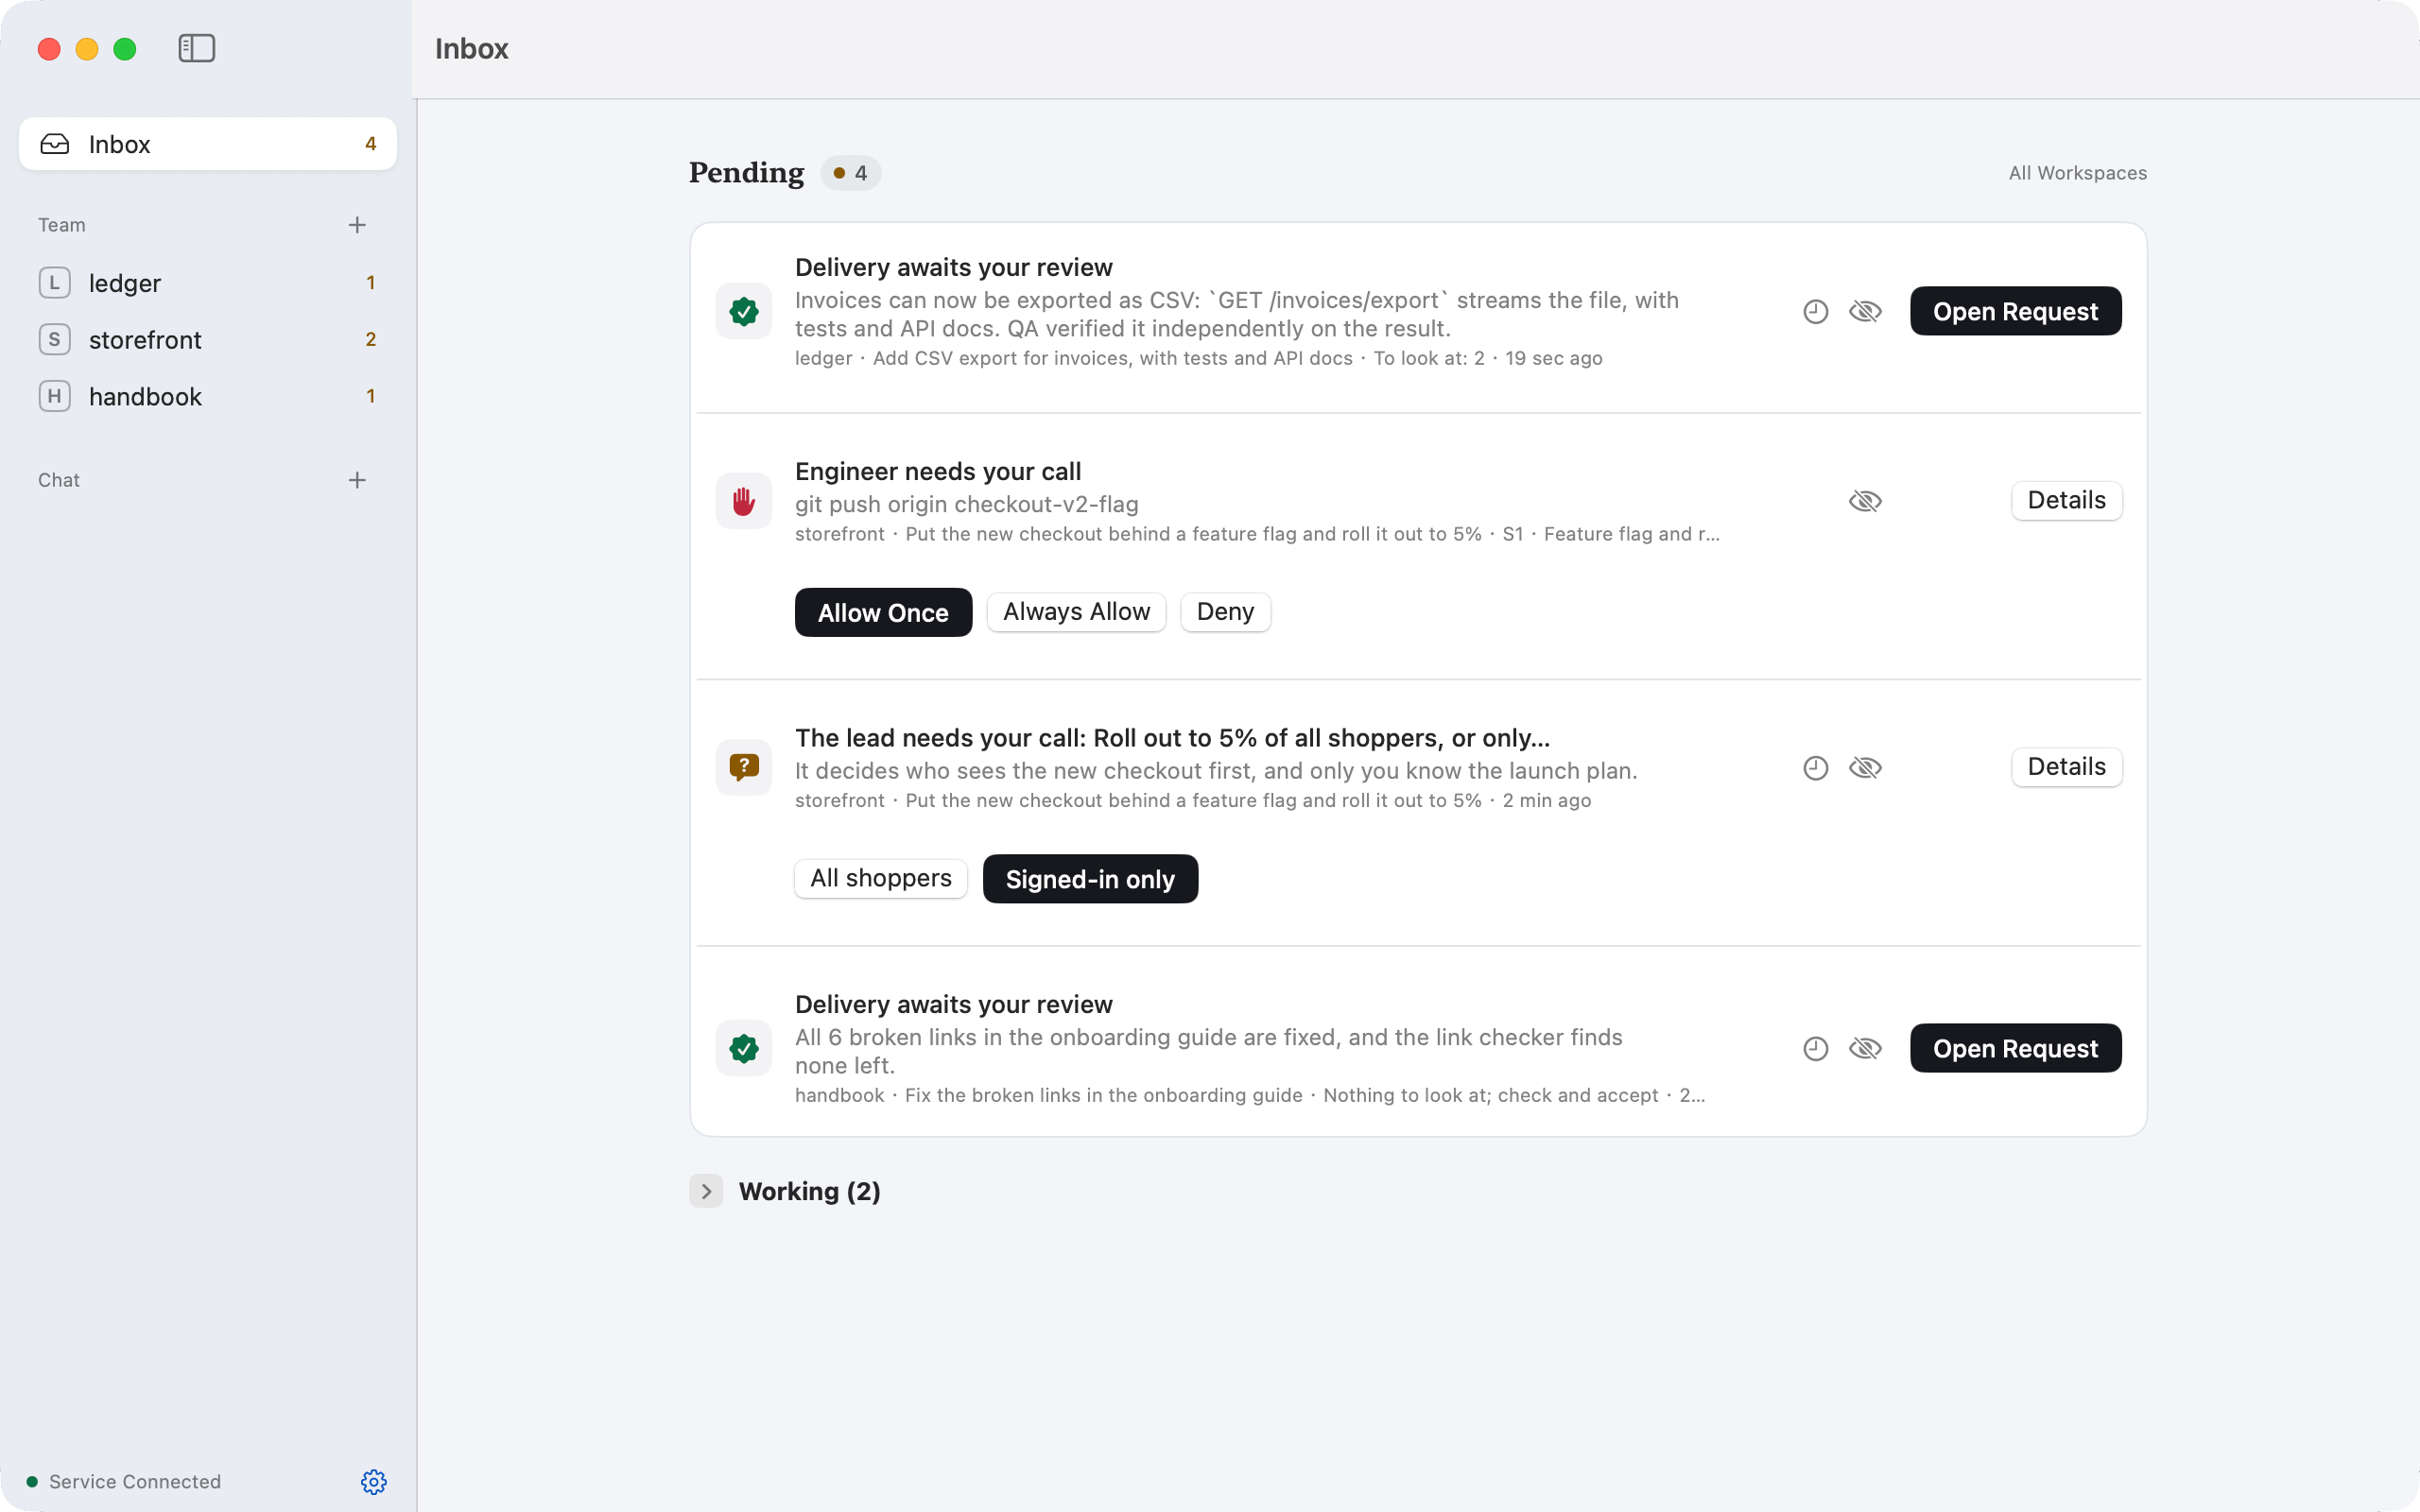 Inbox
Inbox 4
Team
L ledger 1
S storefront 2
H handbook 1
Chat
Service Connected
Pending 4
All Workspaces
Delivery awaits your review
Invoices can now be exported as CSV: `GET /invoices/export` streams the file, with
tests and API docs. QA verified it independently on the result.
ledger · Add CSV export for invoices, with tests and API docs · To look at: 2 · 19 sec ago
Open Request
Engineer needs your call
git push origin checkout-v2-flag
storefront · Put the new checkout behind a feature flag and roll it out to 5% · S1 · Feature flag and r...
Details
Allow Once Always Allow Deny
The lead needs your call: Roll out to 5% of all shoppers, or only...
It decides who sees the new checkout first, and only you know the launch plan.
storefront · Put the new checkout behind a feature flag and roll it out to 5% · 2 min ago
Details
All shoppers Signed-in only
Delivery awaits your review
All 6 broken links in the onboarding guide are fixed, and the link checker finds
none left.
handbook · Fix the broken links in the onboarding guide · Nothing to look at; check and accept · 2...
Open Request
Working (2)